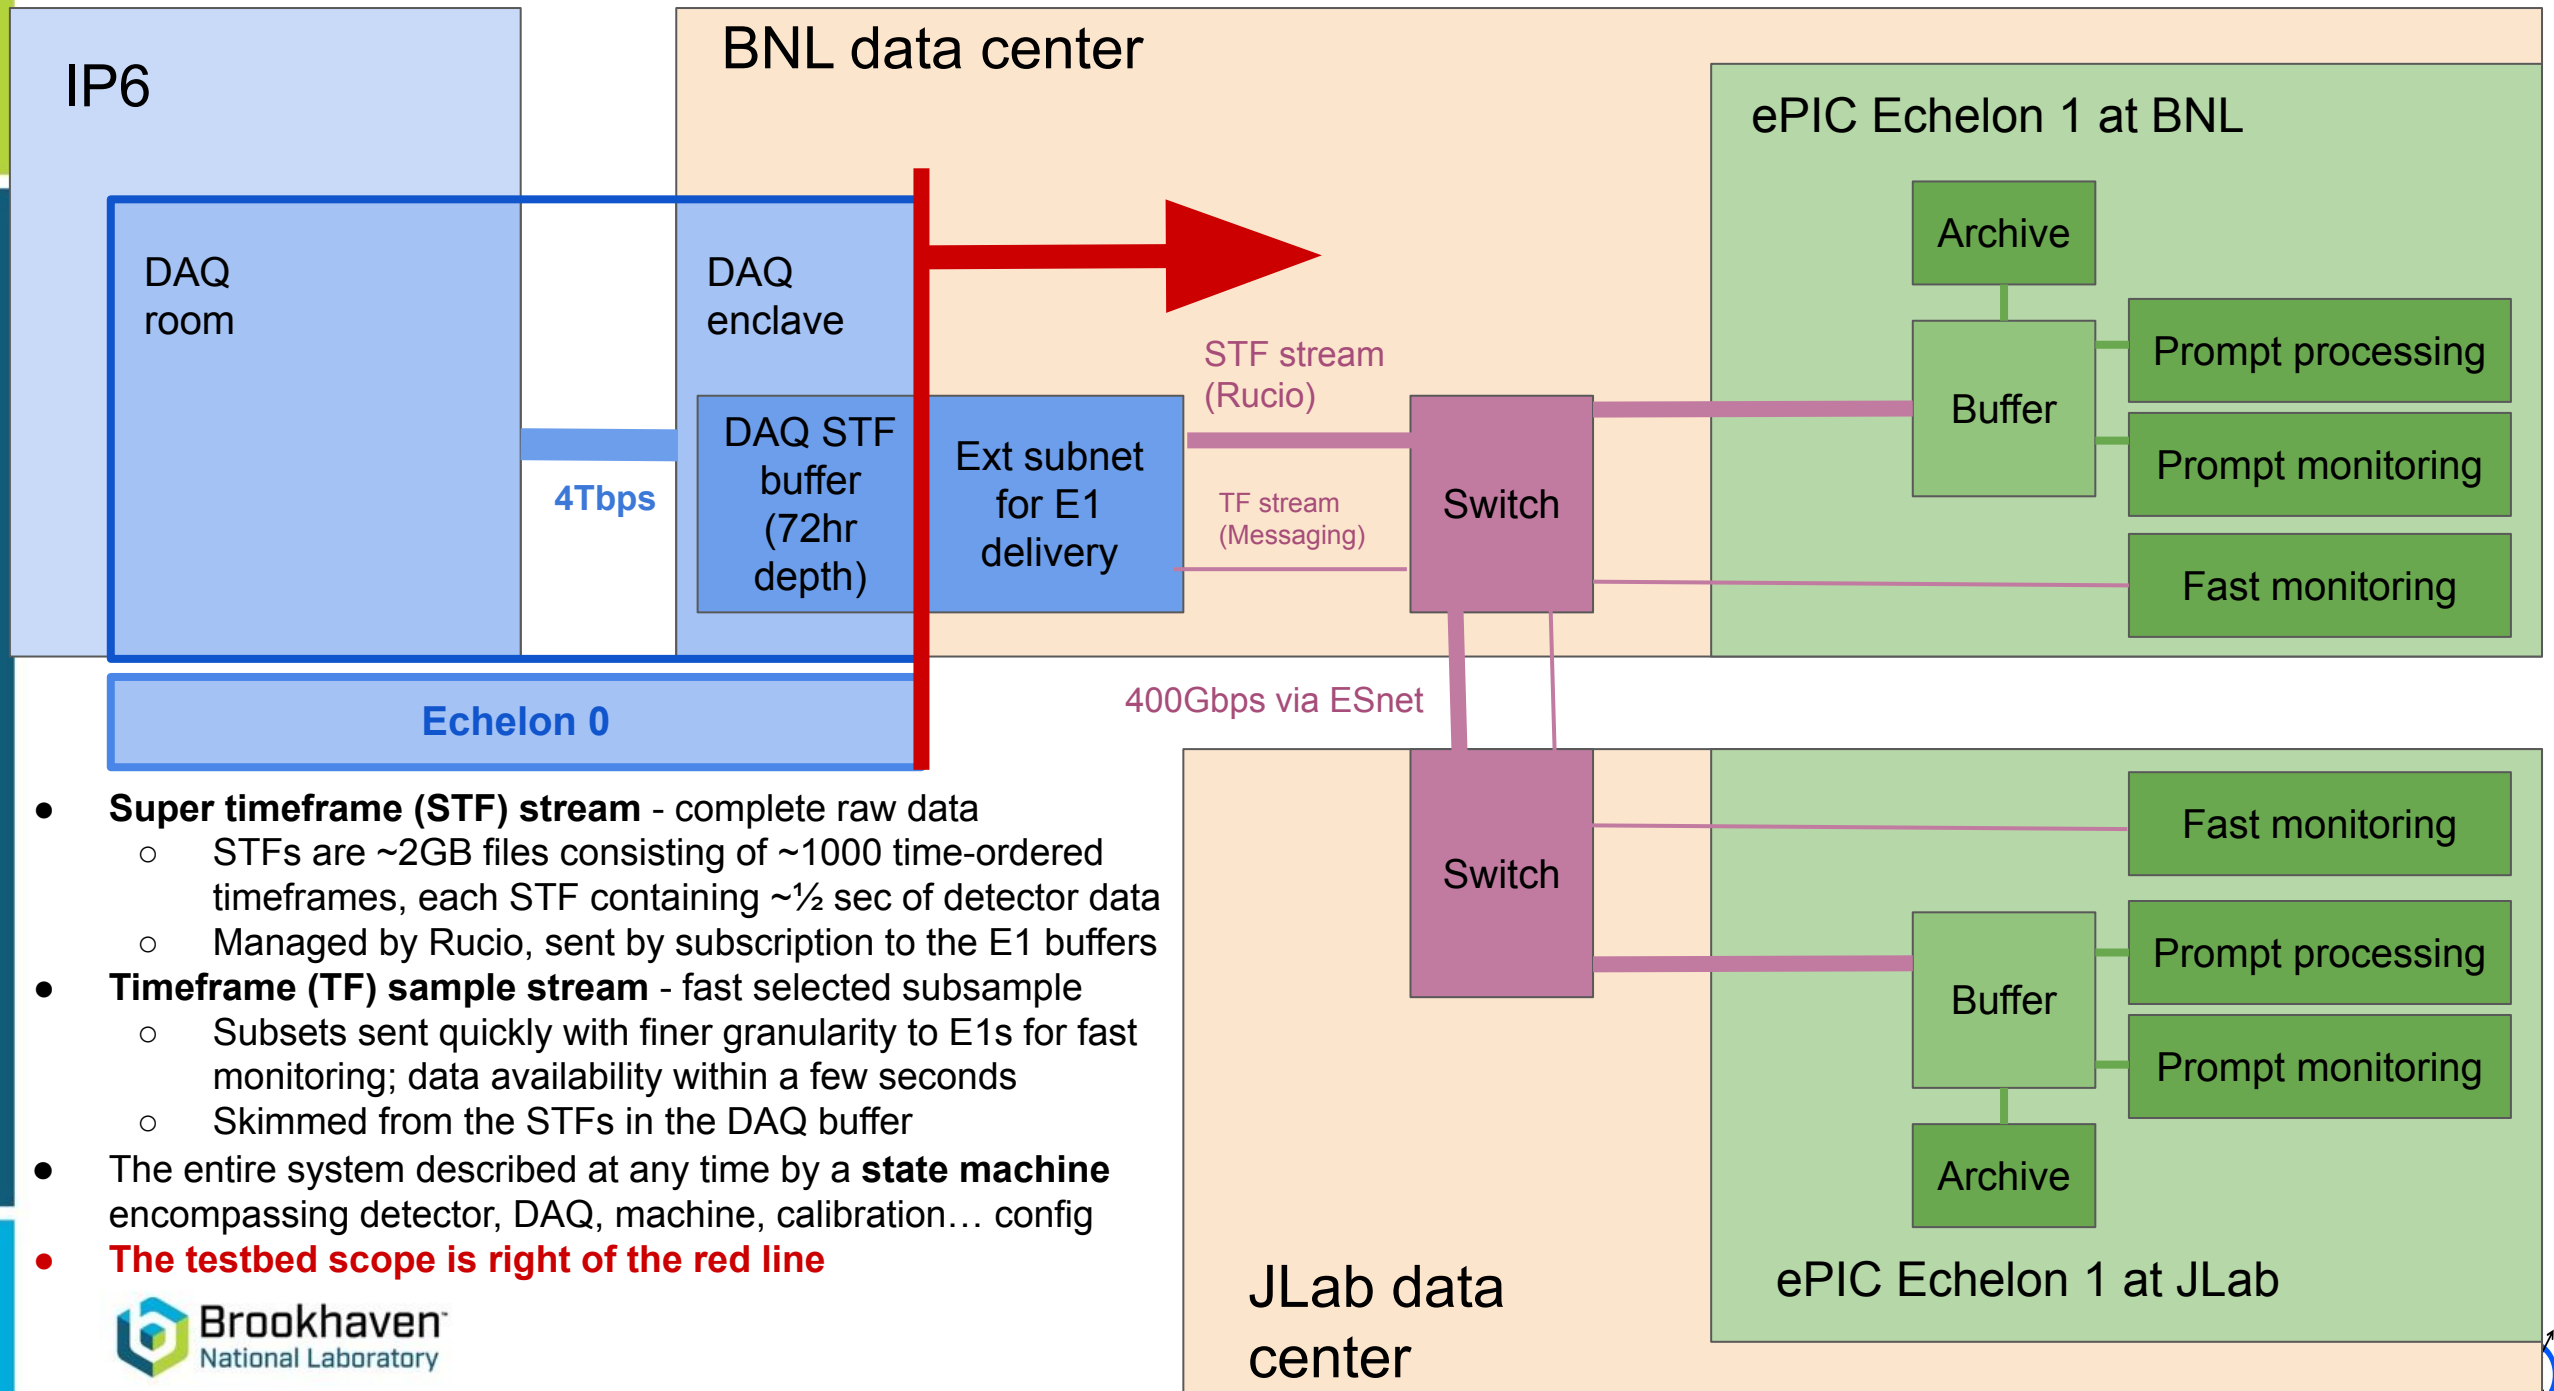 IP6
BNL data center
ePIC Echelon 1 at BNL
DAQ
room
DAQ
enclave
4Tbps
DAQ STF
buffer
(72hr
depth)
Ext subnet
for E1
delivery
STF stream
(Rucio)
TF stream
(Messaging)
Switch
Archive
Buffer
Prompt processing
Prompt monitoring
Fast monitoring
Echelon 0
400Gbps via ESnet
● Super timeframe (STF) stream - complete raw data
○ STFs are ~2GB files consisting of ~1000 time-ordered
timeframes, each STF containing ~½ sec of detector data
○ Managed by Rucio, sent by subscription to the E1 buffers
● Timeframe (TF) sample stream - fast selected subsample
○ Subsets sent quickly with finer granularity to E1s for fast
monitoring; data availability within a few seconds
○ Skimmed from the STFs in the DAQ buffer
● The entire system described at any time by a state machine
encompassing detector, DAQ, machine, calibration… config
● The testbed scope is right of the red line
Brookhaven™
National Laboratory
Switch
Fast monitoring
Prompt processing
Buffer
Prompt monitoring
Archive
ePIC Echelon 1 at JLab
JLab data
center